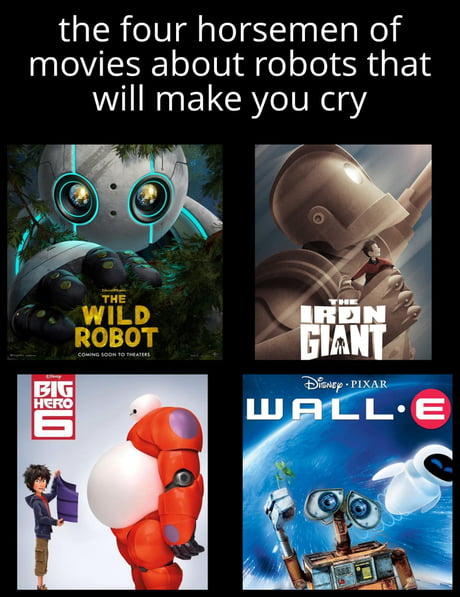 the four horsemen of
movies about robots that
will make you cry
THE
WILD
ROBOT
COMING SOON TO THEATERS
THE
IRON
GIANT
Disney
BIG
HERO
6
Disney · PIXAR
WALL·E